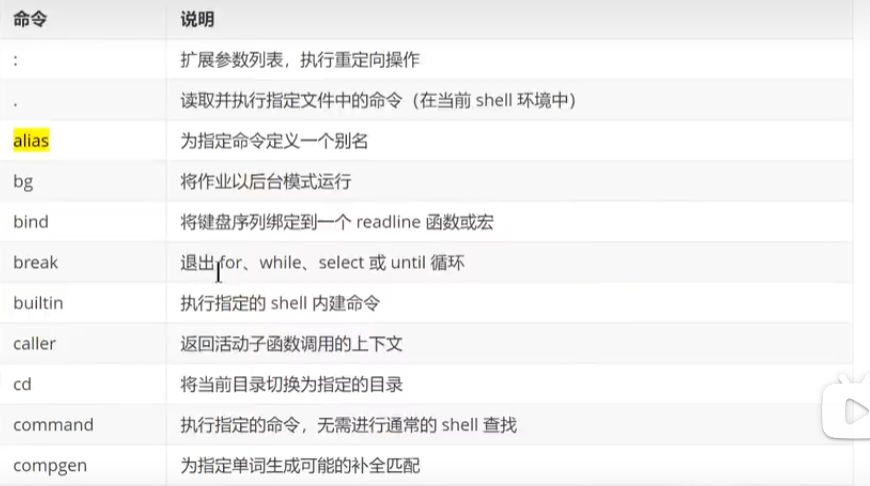 命令 说明
: 扩展参数列表，执行重定向操作
. 读取并执行指定文件中的命令（在当前 shell 环境中）
alias 为指定命令定义一个别名
bg 将作业以后台模式运行
bind 将键盘序列绑定到一个 readline 函数或宏
break 退出 for、while、select 或 until 循环
builtin 执行指定的 shell 内建命令
caller 返回活动子函数调用的上下文
cd 将当前目录切换为指定的目录
command 执行指定的命令，无需进行通常的 shell 查找
compgen 为指定单词生成可能的补全匹配